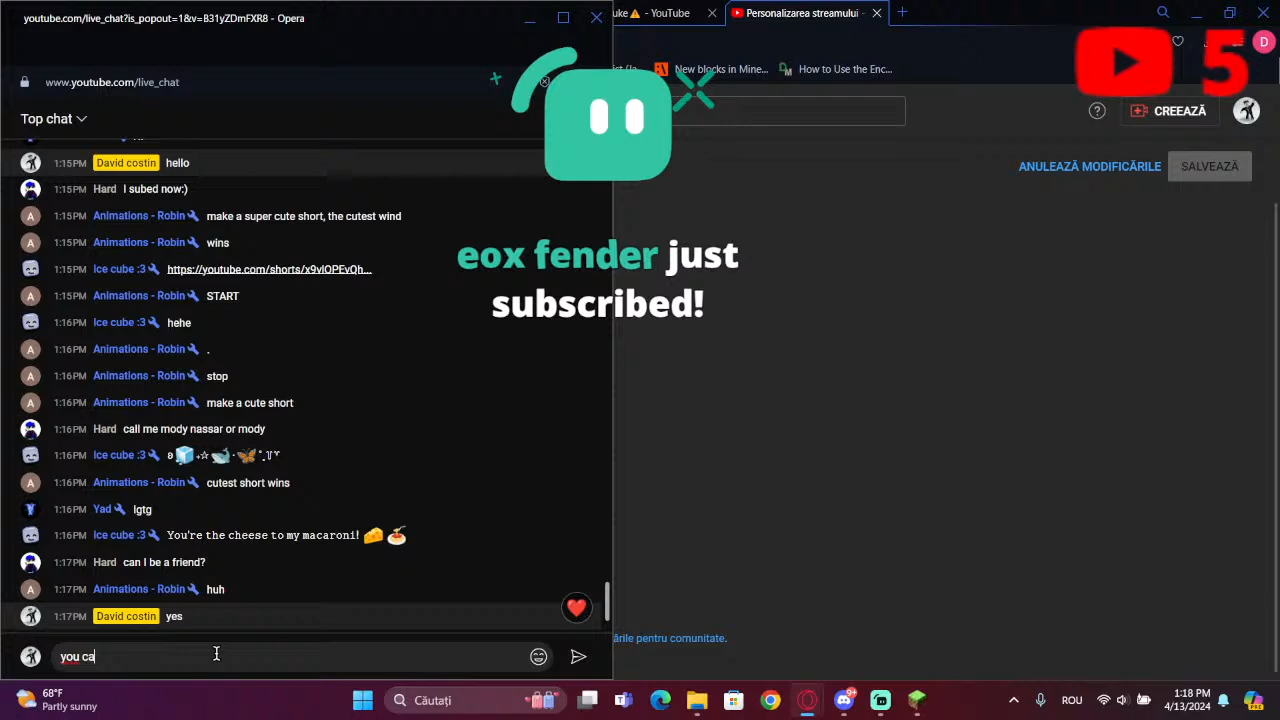 youtube.com/live_chat?is_popout=1&v=B31yZDmFXR8 - Opera
uke⚠ - YouTube
Personalizarea streamului -
www.youtube.com/live_chat
New blocks in Mine...
How to Use the Enc...
5
D
Top chat
CREEAZĂ
ANULEAZĂ MODIFICĂRILE
SALVEAZĂ
1:15PM David costin hello
1:15PM Hard I subed now:)
1:15PM Animations - Robin make a super cute short, the cutest wind
1:15PM Animations - Robin wins
1:15PM Ice cube :3 https://youtube.com/shorts/x9vlOPEvQh...
1:15PM Animations - Robin START
1:16PM Ice cube :3 hehe
1:16PM Animations - Robin .
1:16PM Animations - Robin stop
1:16PM Animations - Robin make a cute short
1:16PM Hard call me mody nassar or mody
1:16PM Ice cube :3
1:16PM Animations - Robin cutest short wins
1:16PM Yad lgtg
1:16PM Ice cube :3 You're the cheese to my macaroni! 🧀 🍝
1:17PM Hard can I be a friend?
1:17PM Animations - Robin huh
1:17PM David costin yes
you ca
eox fender just
subscribed!
ările pentru comunitate.
68°F
Partly sunny
Căutați
9+
ROU
1:18 PM
4/13/2024
PRE